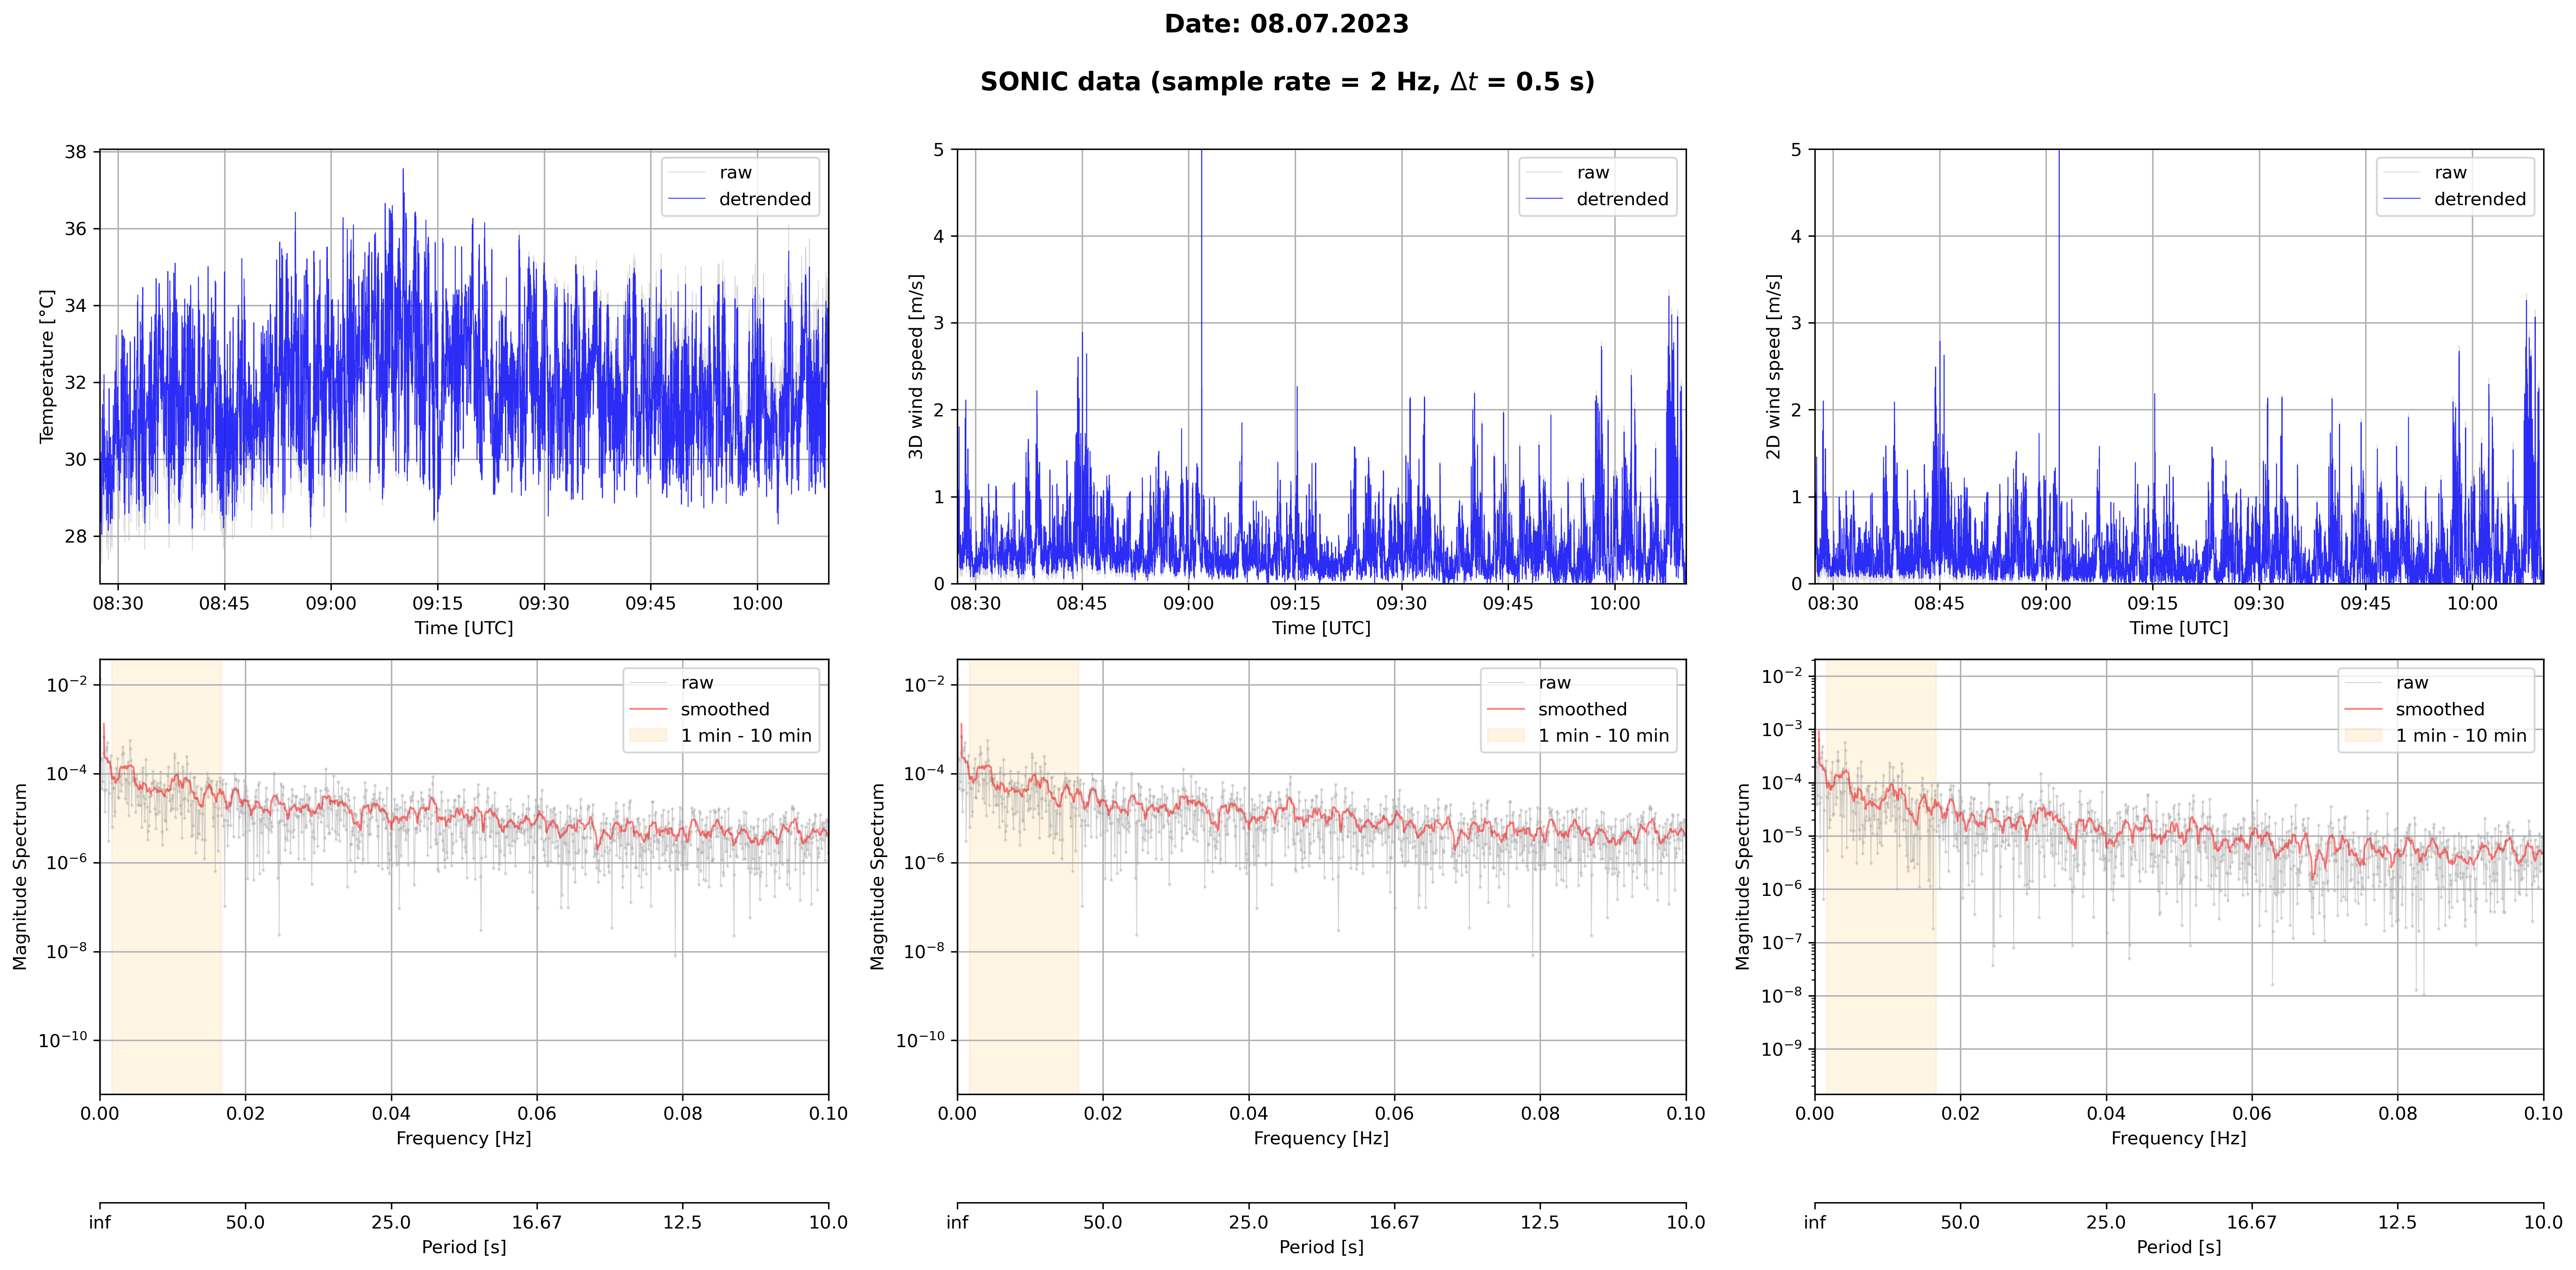 Date: 08.07.2023
SONIC data (sample rate = 2 Hz, Δt = 0.5 s)
38
36
34
32
30
28
Temperature [°C]
raw
detrended
08:30 08:45 09:00 09:15 09:30 09:45 10:00
Time [UTC]
5
4
3
2
1
0
3D wind speed [m/s]
raw
detrended
08:30 08:45 09:00 09:15 09:30 09:45 10:00
Time [UTC]
5
4
3
2
1
0
2D wind speed [m/s]
raw
detrended
08:30 08:45 09:00 09:15 09:30 09:45 10:00
Time [UTC]
10⁻²
10⁻⁴
10⁻⁶
10⁻⁸
10⁻¹⁰
Magnitude Spectrum
raw
smoothed
1 min - 10 min
0.00 0.02 0.04 0.06 0.08 0.10
Frequency [Hz]
inf 50.0 25.0 16.67 12.5 10.0
Period [s]
10⁻²
10⁻⁴
10⁻⁶
10⁻⁸
10⁻¹⁰
Magnitude Spectrum
raw
smoothed
1 min - 10 min
0.00 0.02 0.04 0.06 0.08 0.10
Frequency [Hz]
inf 50.0 25.0 16.67 12.5 10.0
Period [s]
10⁻²
10⁻³
10⁻⁴
10⁻⁵
10⁻⁶
10⁻⁷
10⁻⁸
10⁻⁹
Magnitude Spectrum
raw
smoothed
1 min - 10 min
0.00 0.02 0.04 0.06 0.08 0.10
Frequency [Hz]
inf 50.0 25.0 16.67 12.5 10.0
Period [s]